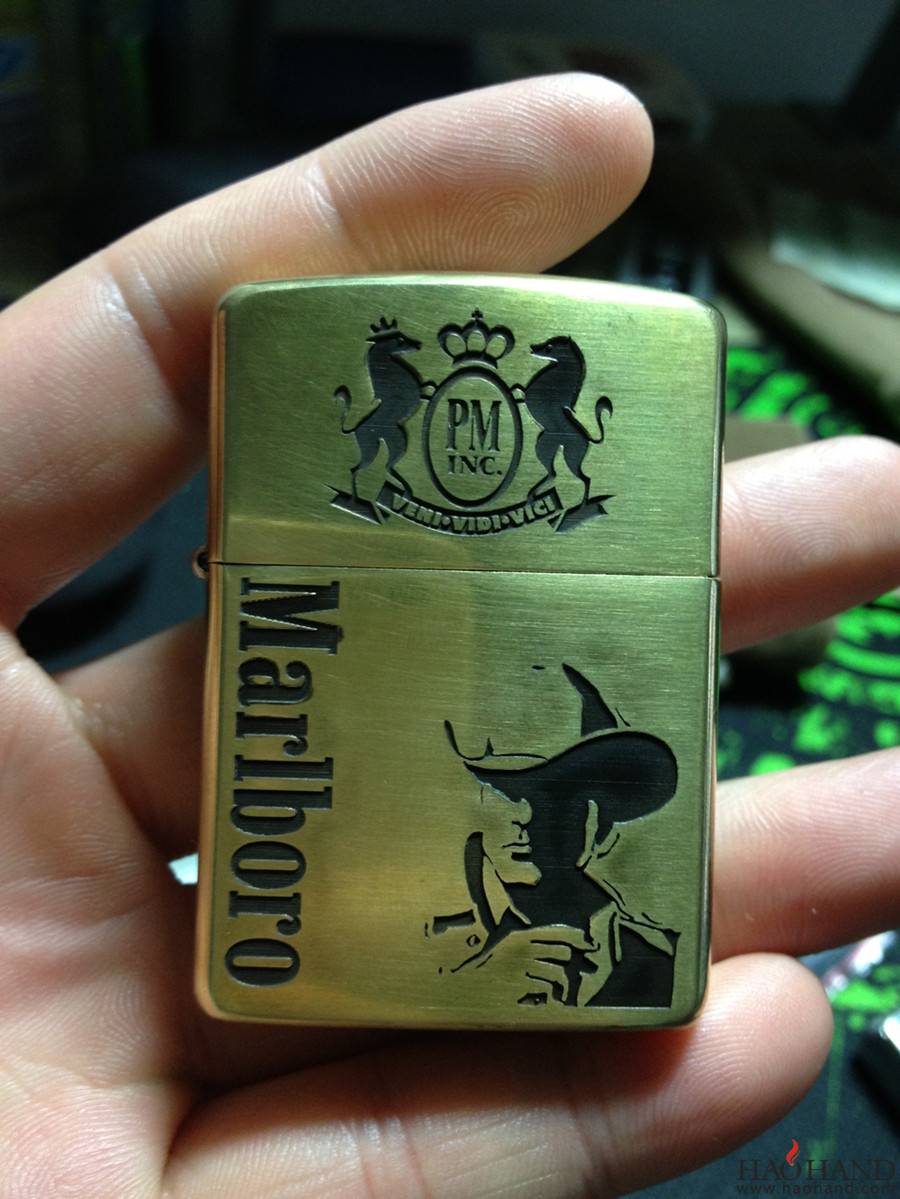 PM
INC.
VENI·VIDI·VICI
Marlboro
HAOHAND
www.haohand.com